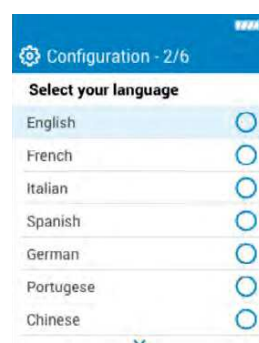 Configuration - 2/6
Select your language
English
French
Italian
Spanish
German
Portugese
Chinese